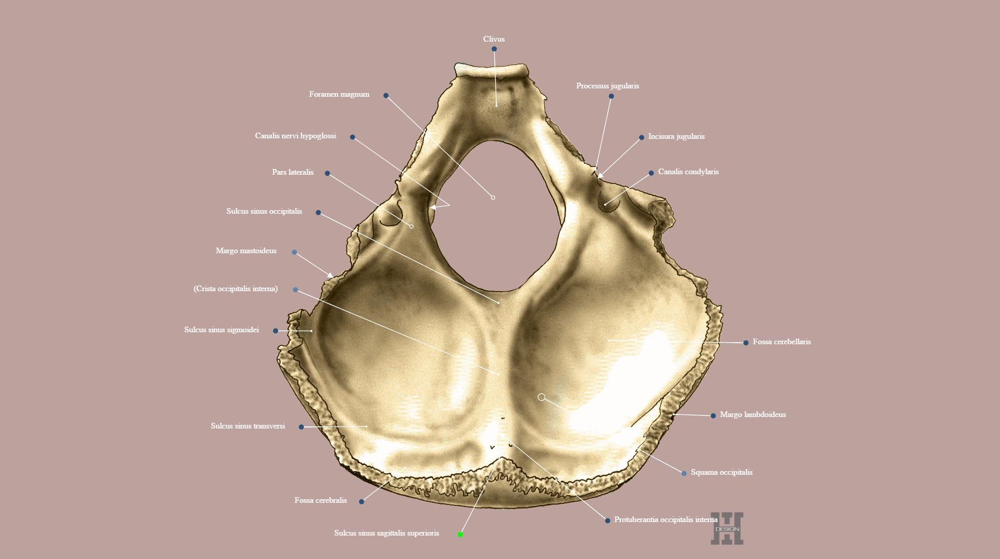 Clivus
Processus jugularis
Foramen magnum
Canalis nervi hypoglossi
Incisura jugularis
Pars lateralis
Canalis condylaris
Sulcus sinus occipitalis
Margo mastoideus
(Crista occipitalis interna)
Sulcus sinus sigmoidei
Fossa cerebellaris
Margo lambdoideus
Sulcus sinus transversi
Squama occipitalis
Fossa cerebralis
Protuberantia occipitalis interna
DESIGN
Sulcus sinus sagittalis superioris